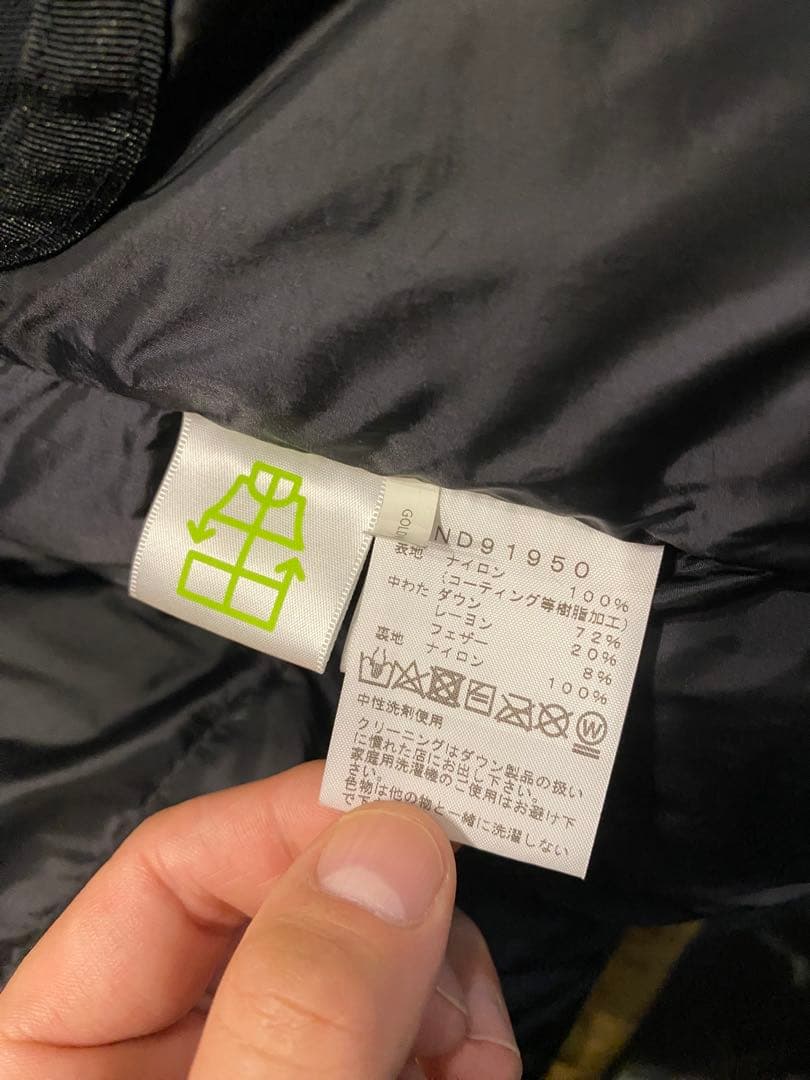 GOLD
ND91950
表地 ナイロン 100%
(コーティング等樹脂加工)
中わた ダウン 72%
レーヨン 20%
フェザー 8%
裏地 ナイロン 100%
W
中性洗剤使用
クリーニングはダウン製品の扱い
に慣れた店にお出し下さい。
家庭用洗濯機のご使用はお避け下
さい。
色物は他の物と一緒に洗濯しない
で下